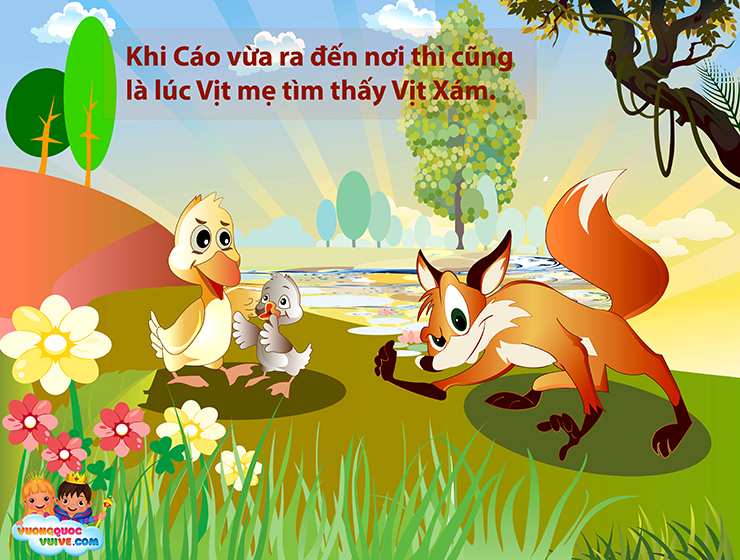 Khi Cáo vừa ra đến nơi thì cũng
là lúc Vịt mẹ tìm thấy Vịt Xám.
VUONGQUOC
VUIVE.COM